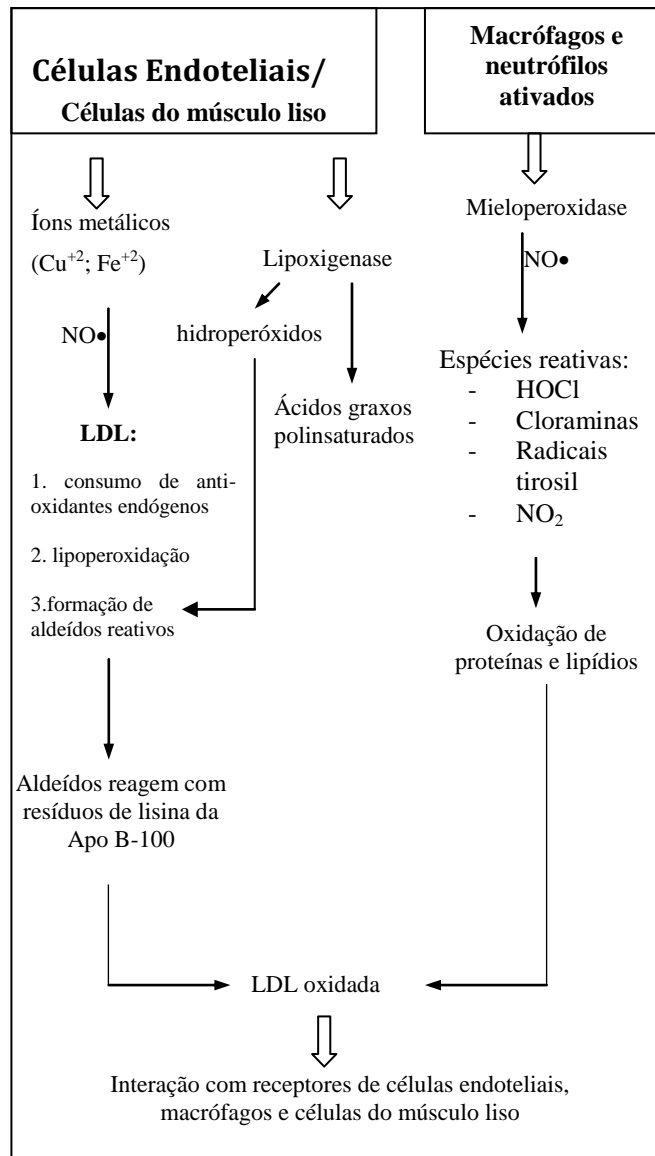 Células Endoteliais/
Células do músculo liso
Macrófagos e
neutrófilos
ativados
Íons metálicos
(Cu⁺²; Fe⁺²)
Lipoxigenase
Mieloperoxidase
NO●
NO●
hidroperóxidos
Ácidos graxos
polinsaturados
Espécies reativas:
- HOCl
- Cloraminas
- Radicais
tirosil
- NO₂
LDL:
1. consumo de anti-
oxidantes endógenos
2. lipoperoxidação
3.formação de
aldeídos reativos
Oxidação de
proteínas e lipídios
Aldeídos reagem com
resíduos de lisina da
Apo B-100
LDL oxidada
Interação com receptores de células endoteliais,
macrófagos e células do músculo liso